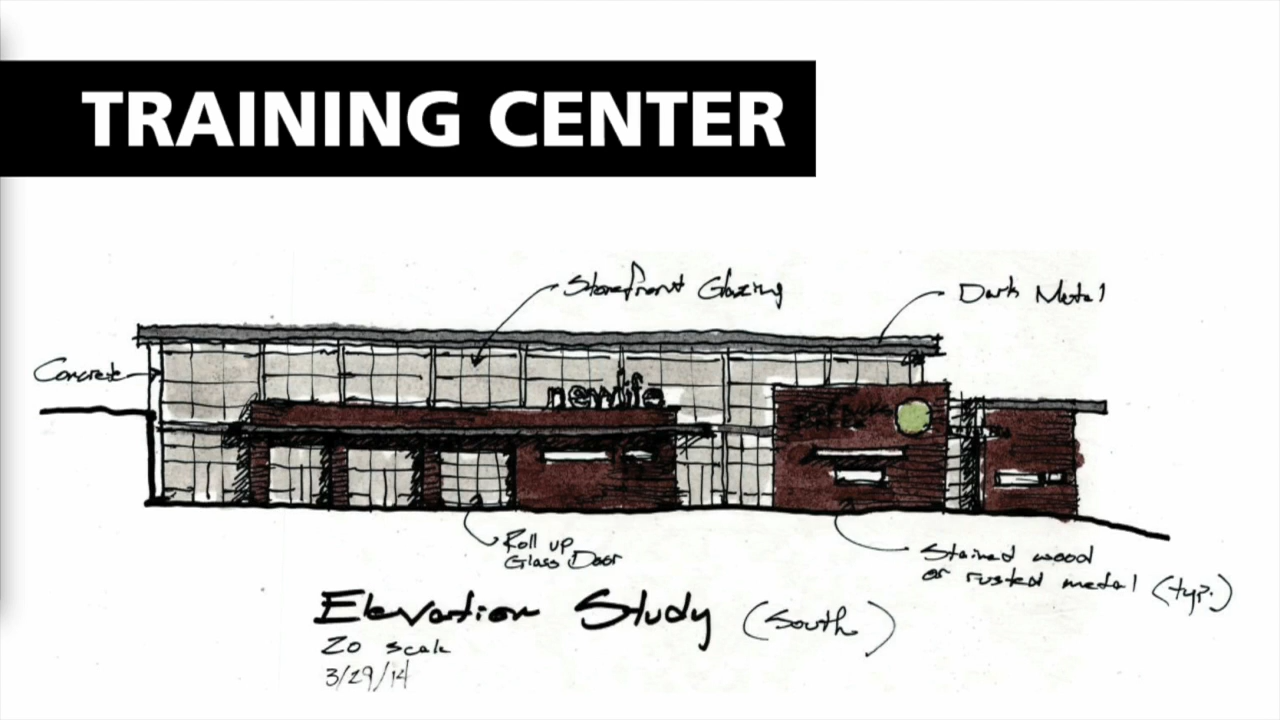 TRAINING CENTER
Storefront Glazing
Dark Metal
Concrete
newlife
Roll up
Glass Door
Stained wood
or rusted metal (typ.)
Elevation Study (South)
20 scale
3/29/14